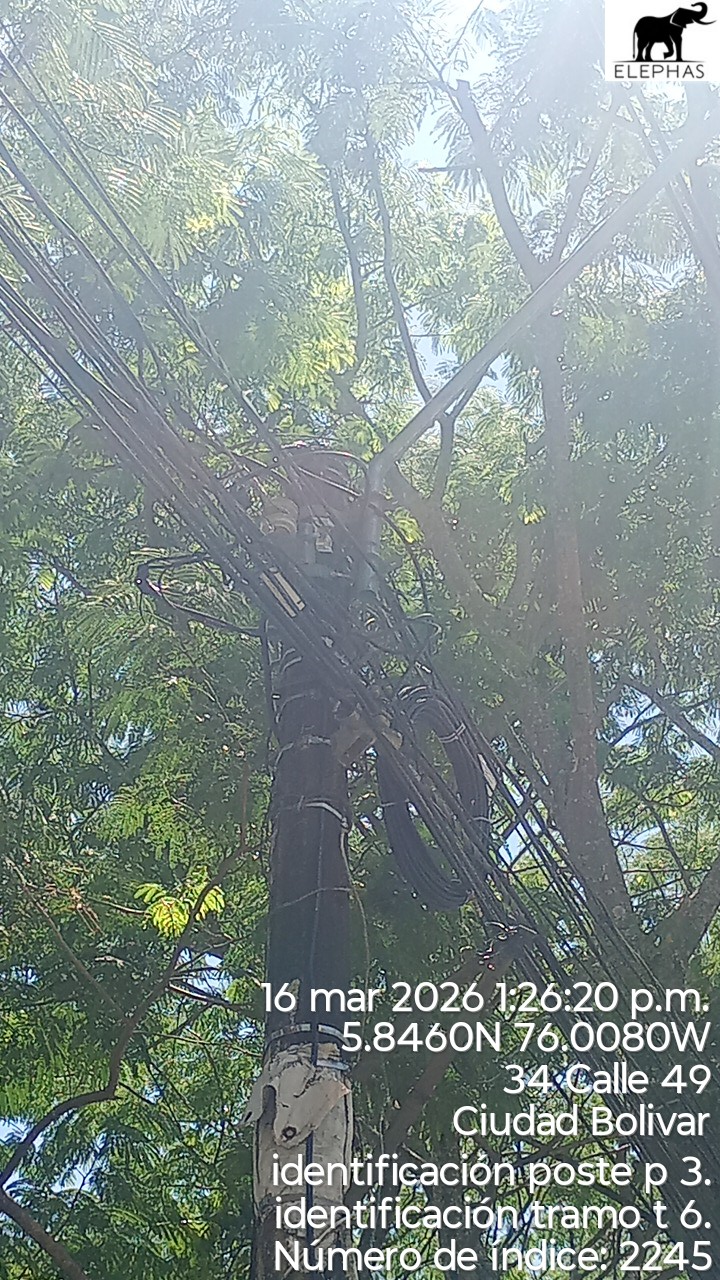 ELEPHAS
16 mar 2026 1:26:20 p.m.
5.8460N 76.0080W
34 Calle 49
Ciudad Bolivar
identificación poste p 3.
identificación tramo t 6.
Número de índice: 2245